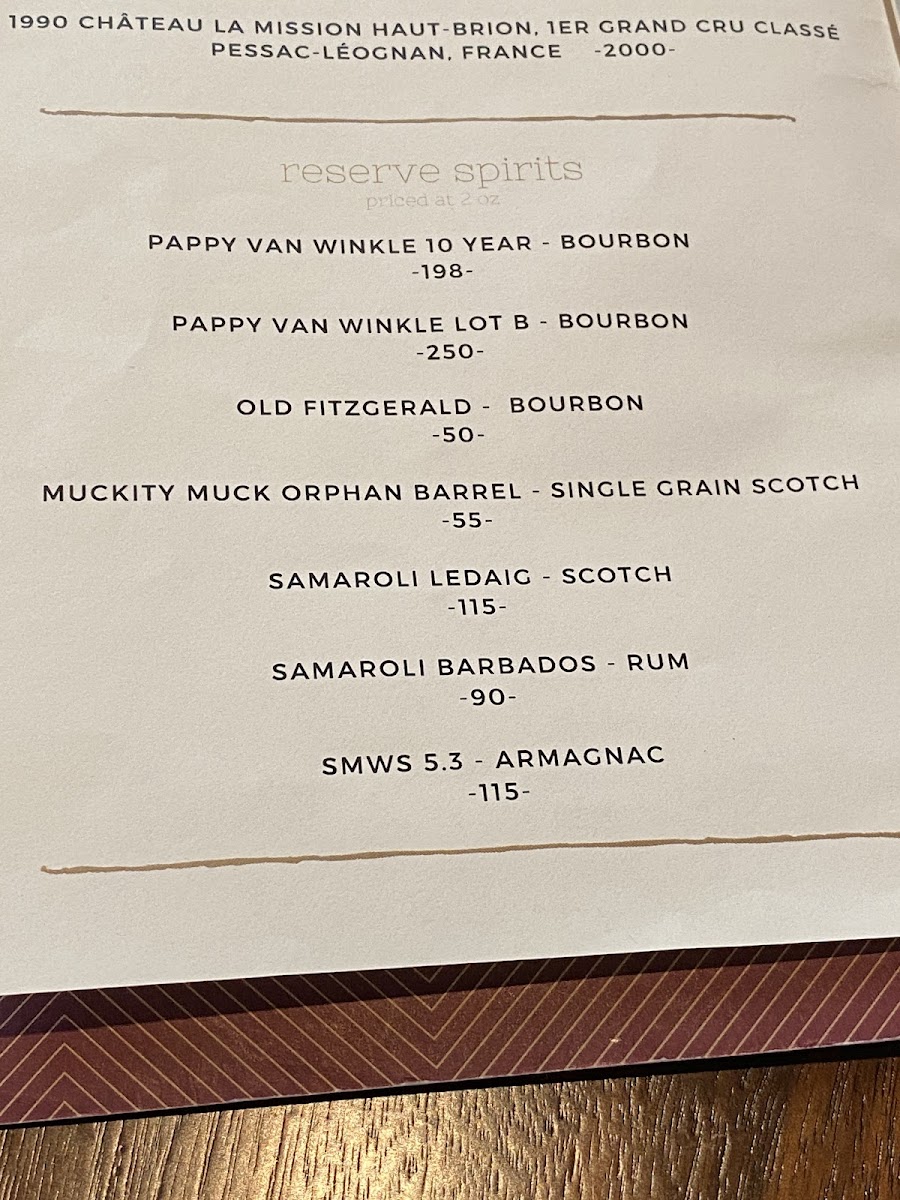 1990 CHÂTEAU LA MISSION HAUT-BRION, 1ER GRAND CRU CLASSÉ
PESSAC-LÉOGNAN, FRANCE -2000-
reserve spirits
priced at 2 oz
PAPPY VAN WINKLE 10 YEAR - BOURBON
-198-
PAPPY VAN WINKLE LOT B - BOURBON
-250-
OLD FITZGERALD - BOURBON
-50-
MUCKITY MUCK ORPHAN BARREL - SINGLE GRAIN SCOTCH
-55-
SAMAROLI LEDAIG - SCOTCH
-115-
SAMAROLI BARBADOS - RUM
-90-
SMWS 5.3 - ARMAGNAC
-115-